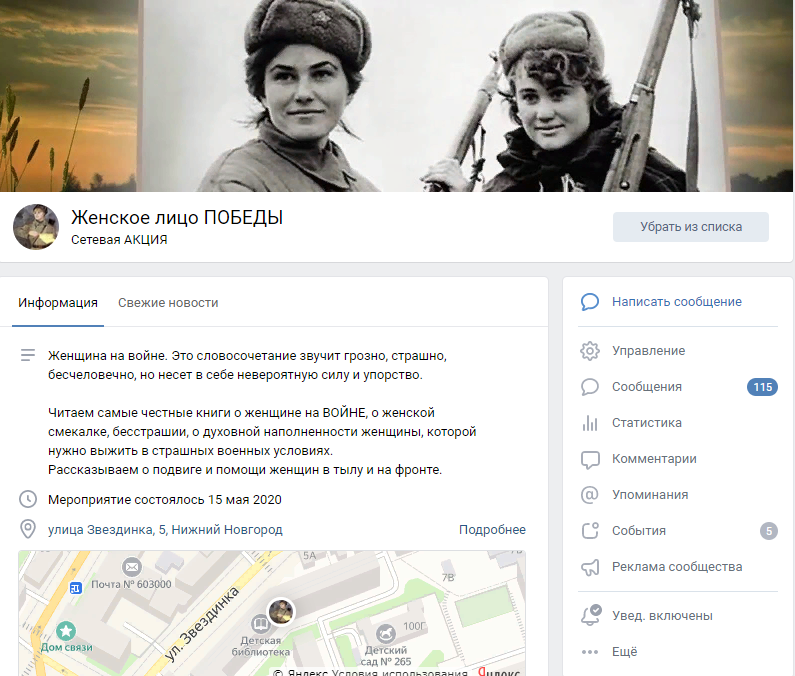 Женское лицо ПОБЕДЫ
Сетевая АКЦИЯ
Убрать из списка
Информация
Свежие новости
Женщина на войне. Это словосочетание звучит грозно, страшно,
бесчеловечно, но несет в себе невероятную силу и упорство.
Читаем самые честные книги о женщине на ВОЙНЕ, о женской
смекалке, бесстрашии, о духовной наполненности женщины, которой
нужно выжить в страшных военных условиях.
Рассказываем о подвиге и помощи женщин в тылу и на фронте.
Мероприятие состоялось 15 мая 2020
улица Звездинка, 5, Нижний Новгород
Подробнее
5А
Почта № 603000
7В
ул. Звездинка
100Г
Дом связи
Детская
библиотека
Детский
сад № 265
© Яндекс Условия использования
Яндекс
Написать сообщение
Управление
Сообщения
115
Статистика
Комментарии
Упоминания
События
5
Реклама сообщества
Увед. включены
Ещё